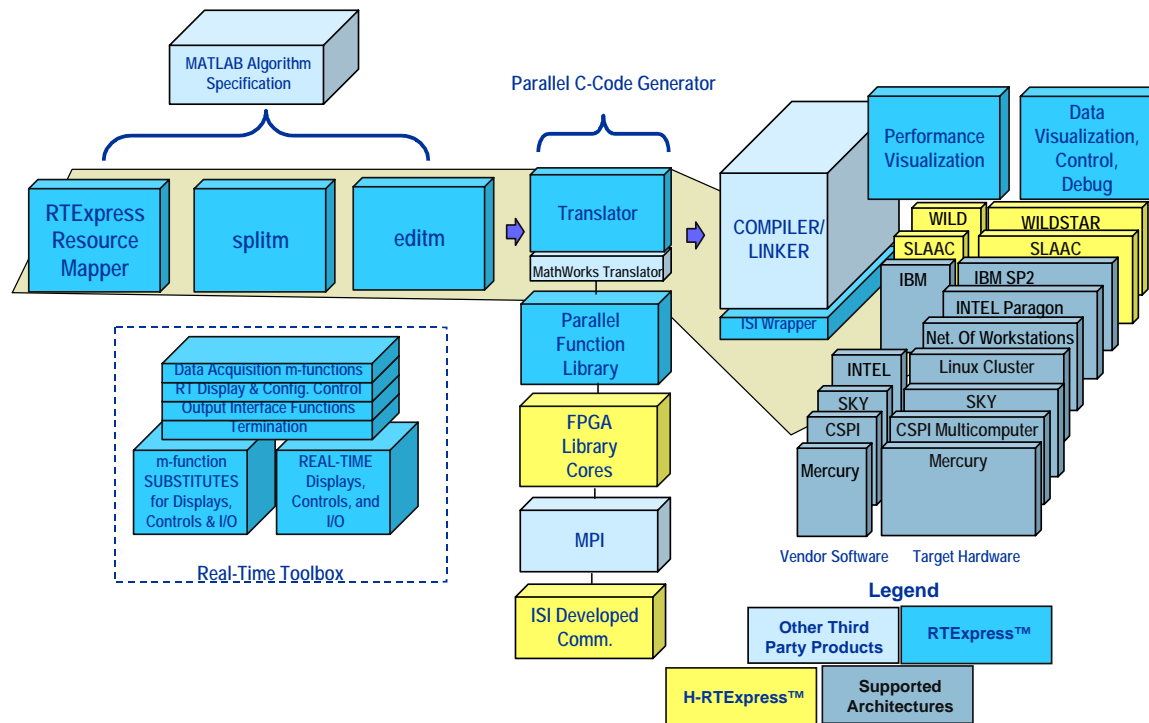 MATLAB Algorithm
Specification
Parallel C-Code Generator
RTExpress
Resource
Mapper
splitm
editm
Translator
MathWorks Translator
COMPILER/
LINKER
ISI Wrapper
Performance
Visualization
Data
Visualization,
Control,
Debug
WILD
WILDSTAR
SLAAC
SLAAC
IBM
IBM SP2
INTEL Paragon
Net. Of Workstations
INTEL
Linux Cluster
SKY
SKY
CSPI
CSPI Multicomputer
Mercury
Mercury
Vendor Software
Target Hardware
Parallel
Function
Library
FPGA
Library
Cores
MPI
ISI Developed
Comm.
Data Acquisition m-functions
RT Display & Config. Control
Output Interface Functions
Termination
m-function
SUBSTITUTES
for Displays,
Controls & I/O
REAL-TIME
Displays,
Controls, and
I/O
Real-Time Toolbox
Legend
Other Third
Party Products
RTExpress™
H-RTExpress™
Supported
Architectures